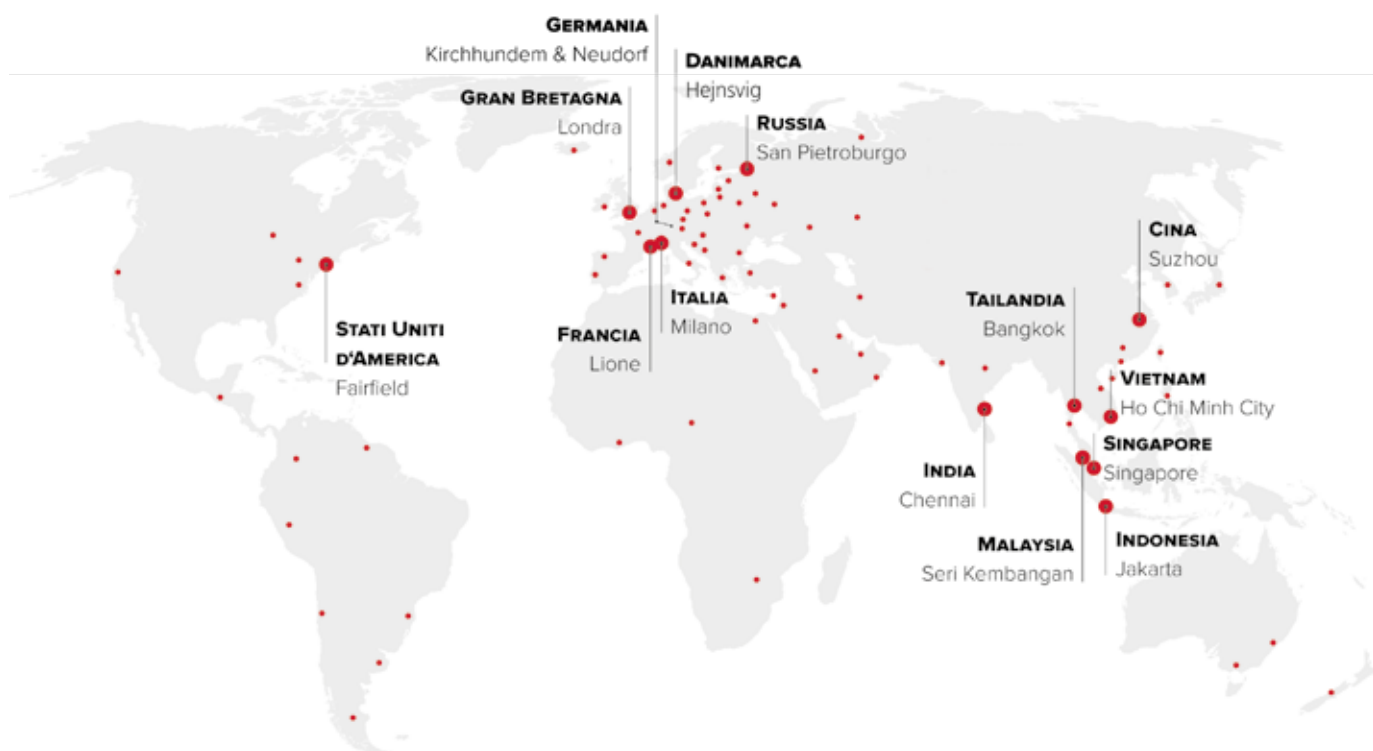 GERMANIA
Kirchhundem & Neudorf
DANIMARCA
Hejnsvig
GRAN BRETAGNA
Londra
RUSSIA
San Pietroburgo
CINA
Suzhou
ITALIA
Milano
TAILANDIA
Bangkok
STATI UNITI
D'AMERICA
Fairfield
FRANCIA
Lione
VIETNAM
Ho Chi Minh City
SINGAPORE
Singapore
INDIA
Chennai
MALAYSIA
Seri Kembangan
INDONESIA
Jakarta